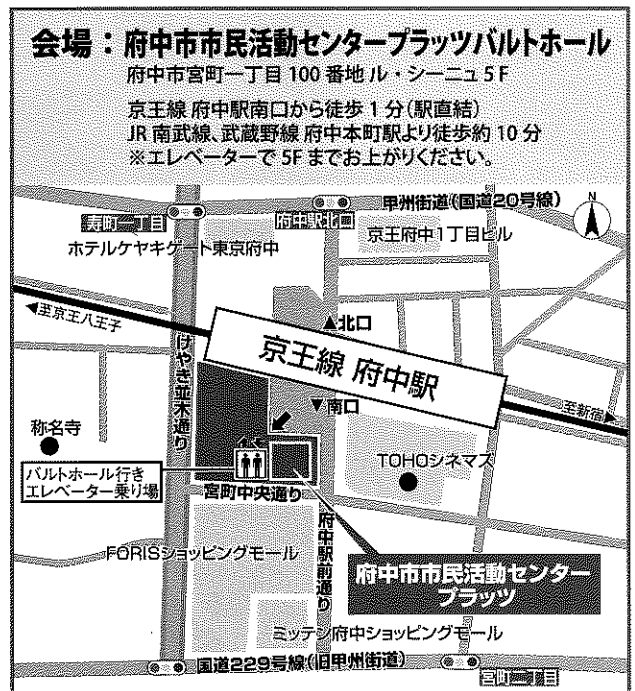 会場：府中市市民活動センタープラッツバルトホール
府中市宮町一丁目100番地 ル・シーニュ5F
京王線 府中駅南口から徒歩1分（駅直結）
JR 南武線、武蔵野線 府中本町駅より徒歩約10分
※エレベーターで5Fまでお上がりください。
甲州街道（国道20号線）
N
寿町一丁目
府中駅北口
京王府中1丁目ビル
ホテルケヤキゲート東京府中
◀至京王八王子
▲北口
京王線 府中駅
けやき並木通り
▼南口
至新宿▶
称名寺
TOHOシネマズ
バルトホール行き
エレベーター乗り場
宮町中央通り
府中駅前通り
FORISショッピングモール
府中市市民活動センター
プラッツ
ミッテン府中ショッピングモール
国道229号線（旧甲州街道）
宮町一丁目